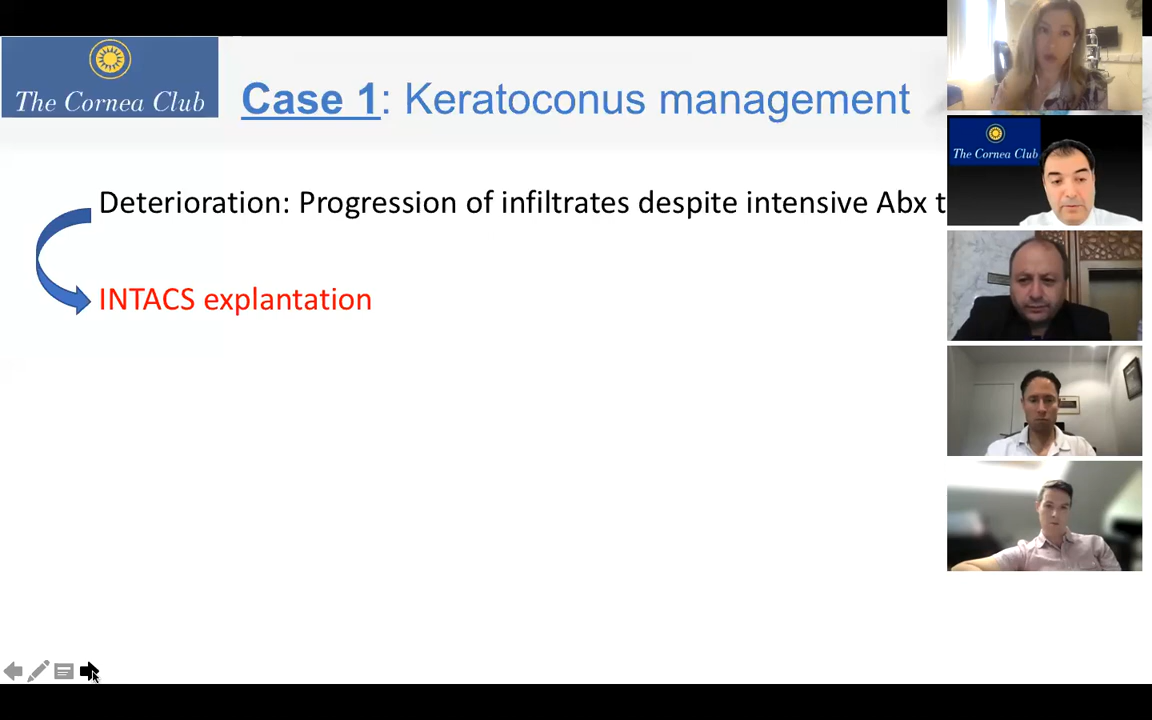 The Cornea Club
Case 1: Keratoconus management
The Cornea Club
Deterioration: Progression of infiltrates despite intensive Abx t
INTACS explantation